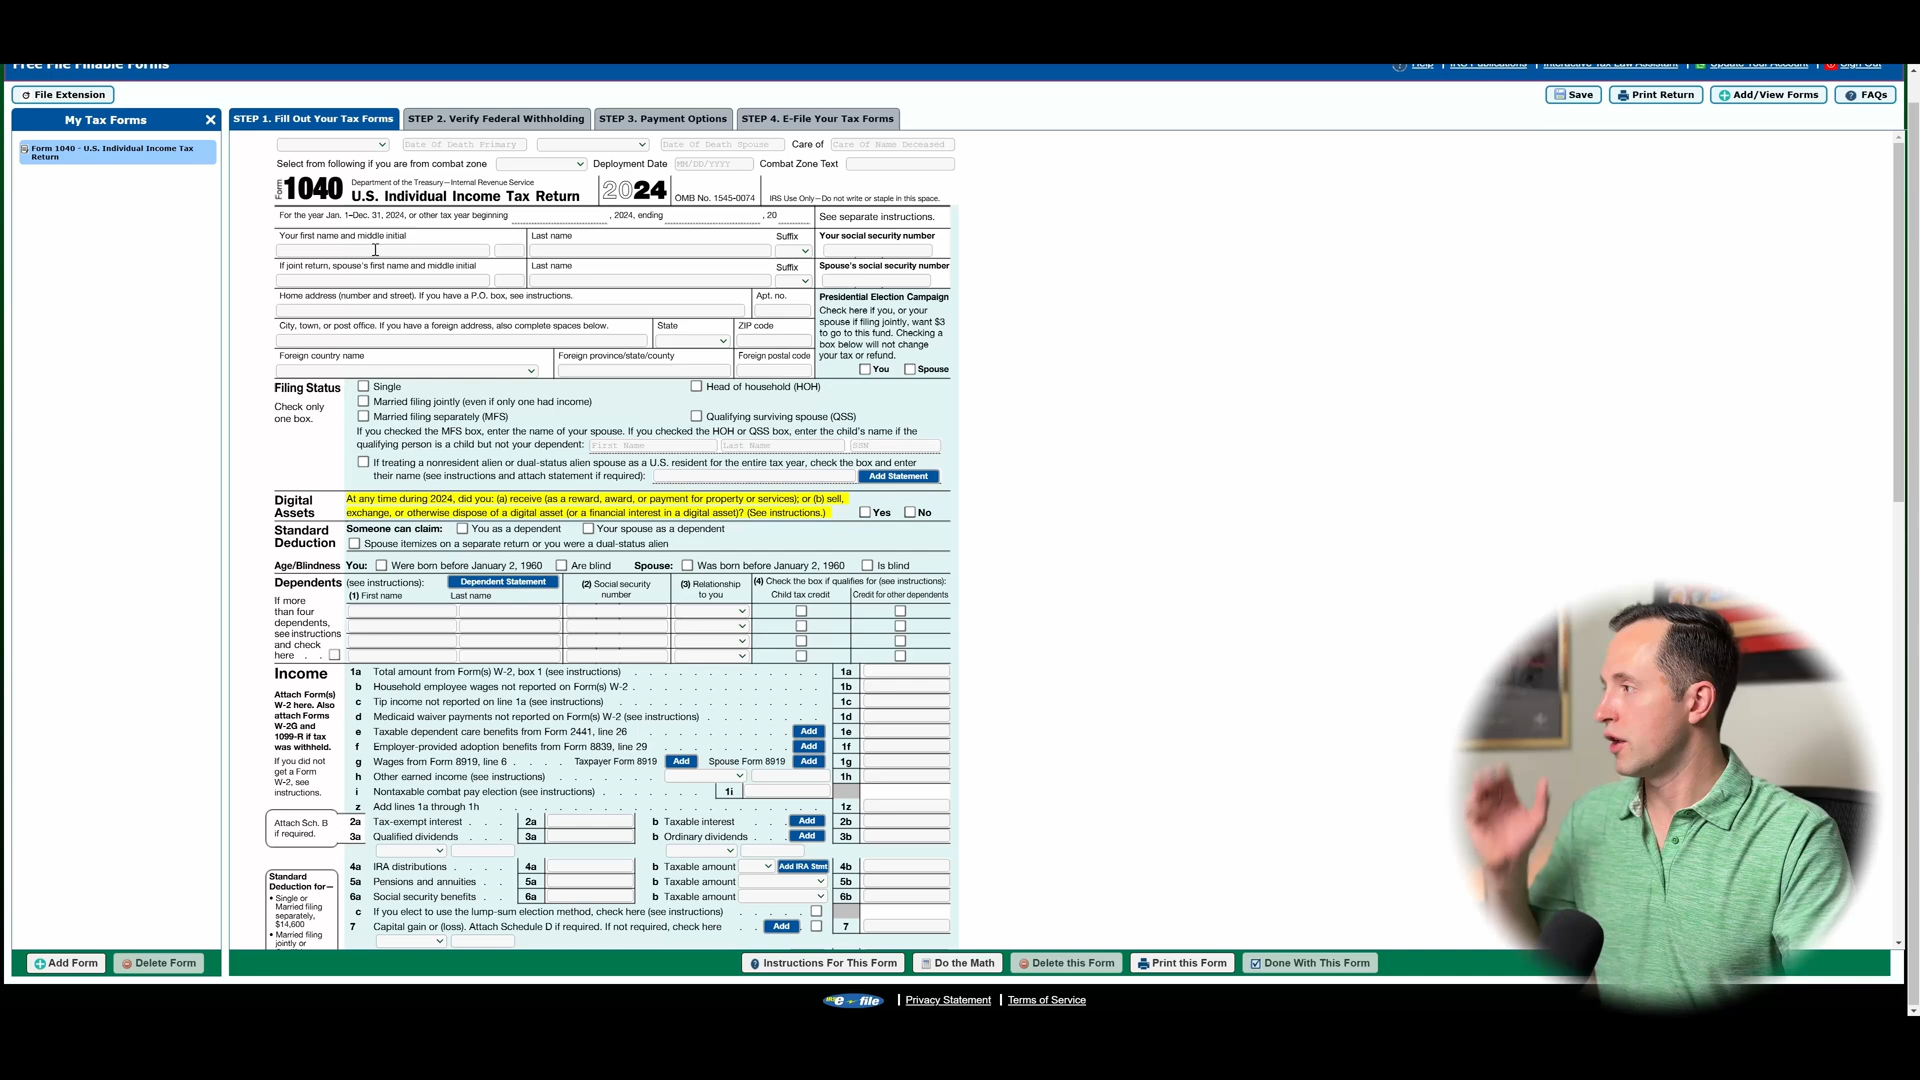 Free File Fillable Forms
Help | IRS Publications | Interactive Tax Law Assistant | Update Your Account | Sign Out
File Extension
Save
Print Return
Add/View Forms
FAQs
My Tax Forms
Form 1040 - U.S. Individual Income Tax
Return
STEP 1. Fill Out Your Tax Forms
STEP 2. Verify Federal Withholding
STEP 3. Payment Options
STEP 4. E-File Your Tax Forms
Date Of Death Primary
Date Of Death Spouse
Care of
Care Of Name Deceased
Select from following if you are from combat zone
Deployment Date
MM/DD/YYYY
Combat Zone Text
Form 1040
Department of the Treasury—Internal Revenue Service
U.S. Individual Income Tax Return
2024
OMB No. 1545-0074
IRS Use Only—Do not write or staple in this space.
For the year Jan. 1–Dec. 31, 2024, or other tax year beginning , 2024, ending , 20
See separate instructions.
Your first name and middle initial
Last name
Suffix
Your social security number
If joint return, spouse's first name and middle initial
Last name
Suffix
Spouse's social security number
Home address (number and street). If you have a P.O. box, see instructions.
Apt. no.
City, town, or post office. If you have a foreign address, also complete spaces below.
State
ZIP code
Foreign country name
Foreign province/state/county
Foreign postal code
Presidential Election Campaign
Check here if you, or your
spouse if filing jointly, want $3
to go to this fund. Checking a
box below will not change
your tax or refund.
You
Spouse
Filing Status
Check only
one box.
Single
Head of household (HOH)
Married filing jointly (even if only one had income)
Married filing separately (MFS)
Qualifying surviving spouse (QSS)
If you checked the MFS box, enter the name of your spouse. If you checked the HOH or QSS box, enter the child's name if the
qualifying person is a child but not your dependent:
First Name
Last Name
SSN
If treating a nonresident alien or dual-status alien spouse as a U.S. resident for the entire tax year, check the box and enter
their name (see instructions and attach statement if required):
Add Statement
Digital
Assets
At any time during 2024, did you: (a) receive (as a reward, award, or payment for property or services); or (b) sell,
exchange, or otherwise dispose of a digital asset (or a financial interest in a digital asset)? (See instructions.)
Yes
No
Standard
Deduction
Someone can claim:
You as a dependent
Your spouse as a dependent
Spouse itemizes on a separate return or you were a dual-status alien
Age/Blindness You:
Were born before January 2, 1960
Are blind
Spouse:
Was born before January 2, 1960
Is blind
Dependents (see instructions):
Dependent Statement
(1) First name
Last name
(2) Social security
number
(3) Relationship
to you
(4) Check the box if qualifies for (see instructions):
Child tax credit
Credit for other dependents
If more
than four
dependents,
see instructions
and check
here . .
Income
Attach Form(s)
W-2 here. Also
attach Forms
W-2G and
1099-R if tax
was withheld.
If you did not
get a Form
W-2, see
instructions.
1a Total amount from Form(s) W-2, box 1 (see instructions) 1a
b Household employee wages not reported on Form(s) W-2 1b
c Tip income not reported on line 1a (see instructions) 1c
d Medicaid waiver payments not reported on Form(s) W-2 (see instructions) 1d
e Taxable dependent care benefits from Form 2441, line 26 Add 1e
f Employer-provided adoption benefits from Form 8839, line 29 Add 1f
g Wages from Form 8919, line 6 Taxpayer Form 8919 Add Spouse Form 8919 Add 1g
h Other earned income (see instructions) 1h
i Nontaxable combat pay election (see instructions) 1i
z Add lines 1a through 1h 1z
Attach Sch. B
if required.
2a Tax-exempt interest 2a b Taxable interest Add 2b
3a Qualified dividends 3a b Ordinary dividends Add 3b
4a IRA distributions 4a b Taxable amount Add IRA Stmt 4b
5a Pensions and annuities 5a b Taxable amount 5b
6a Social security benefits 6a b Taxable amount 6b
c If you elect to use the lump-sum election method, check here (see instructions)
7 Capital gain or (loss). Attach Schedule D if required. If not required, check here Add 7
Standard
Deduction for—
• Single or
Married filing
separately,
$14,600
• Married filing
jointly or
Add Form
Delete Form
Instructions For This Form
Do the Math
Delete this Form
Print this Form
Done With This Form
IRS e-file | Privacy Statement | Terms of Service